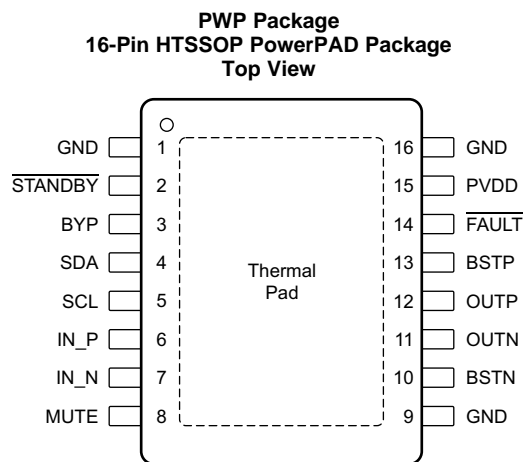 PWP Package
16-Pin HTSSOP PowerPAD Package
Top View
GND 1 16 GND
STANDBY 2 15 PVDD
BYP 3 14 FAULT
SDA 4 13 BSTP
SCL 5 12 OUTP
IN_P 6 11 OUTN
IN_N 7 10 BSTN
MUTE 8 9 GND
Thermal
Pad